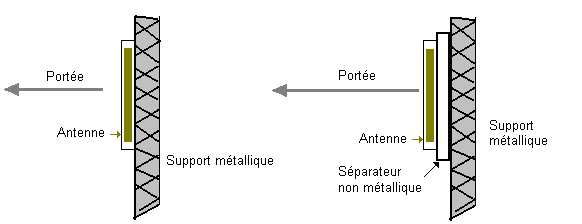 Portée
Antenne
Support métallique
Portée
Antenne
Séparateur
non métallique
Support
métallique